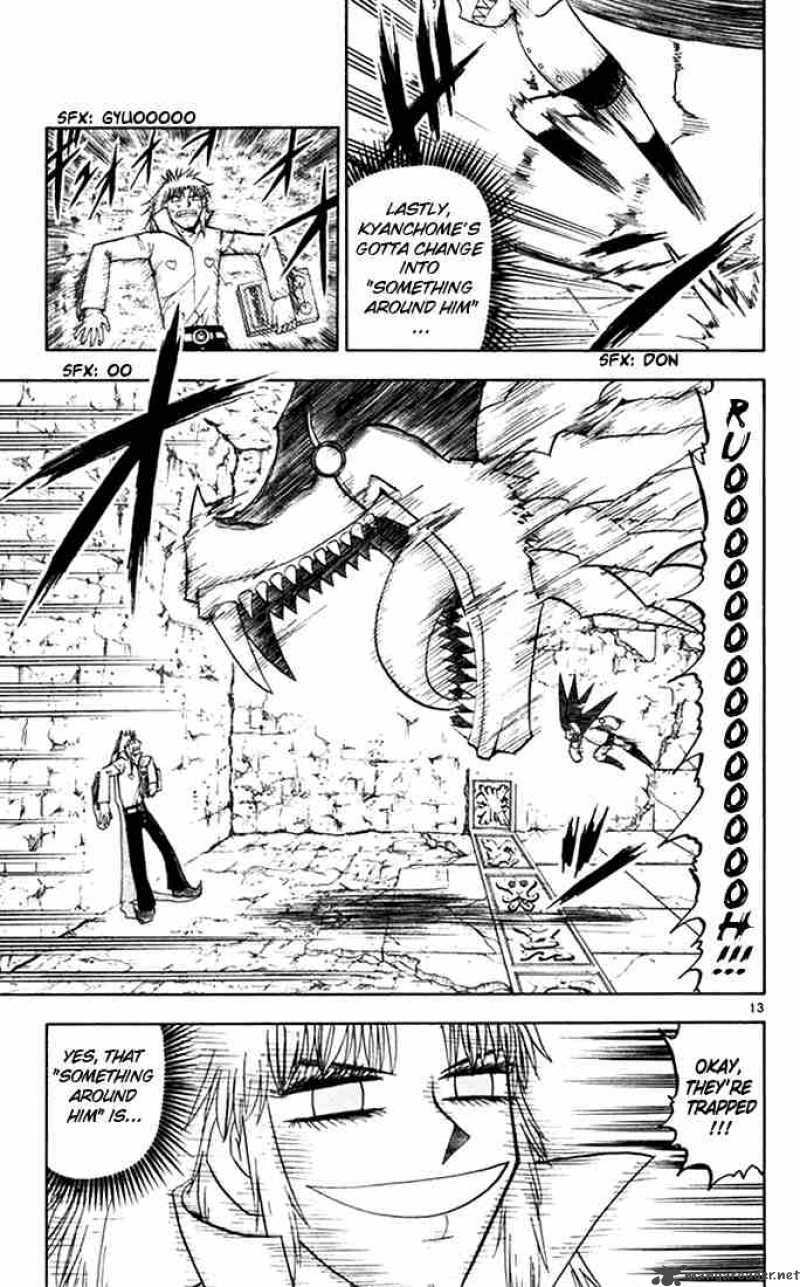 LASTLY,
KYANCHOME'S
GOTTA CHANGE
INTO
"SOMETHING
AROUND HIM"
...
SFX: GYUOOOOO
SFX: DON
SFX: OO
RUOOOOOOOOOOOOH!!!
13
OKAY,
THEY'RE
TRAPPED
!!!
YES, THAT
"SOMETHING
AROUND
HIM" IS...